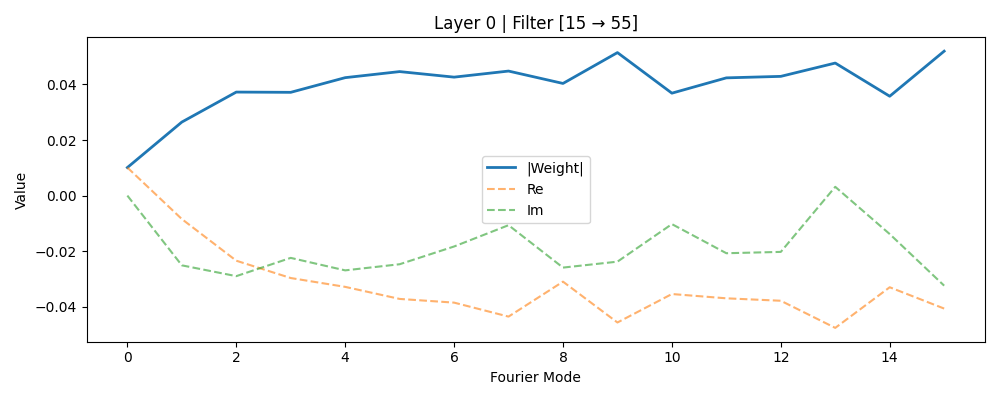 Layer 0 | Filter [15 → 55]
Value
0.04
0.02
0.00
−0.02
−0.04
|Weight|
Re
Im
0 2 4 6 8 10 12 14
Fourier Mode